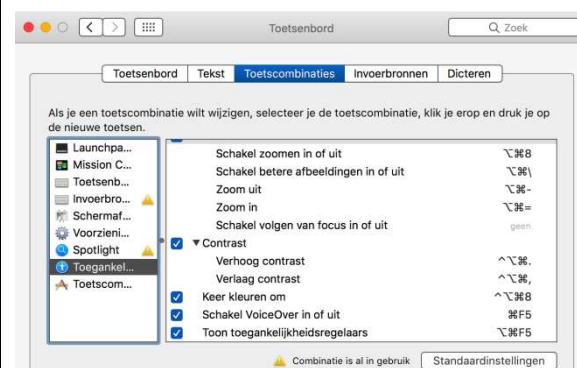 Toetsenbord
Zoek
Toetsenbord Tekst Toetscombinaties Invoerbronnen Dicteren
Als je een toetscombinatie wilt wijzigen, selecteer je de toetscombinatie, klik je erop en druk je op
de nieuwe toetsen.
Launchpa...
Mission C...
Toetsenb...
Invoerbro...
Schermaf...
Voorzieni...
Spotlight
Toegankel...
Toetscom...
Schakel zoomen in of uit ⌥⌘8
Schakel betere afbeeldingen in of uit ⌥⌘\
Zoom uit ⌥⌘-
Zoom in ⌥⌘=
Schakel volgen van focus in of uit geen
Contrast
Verhoog contrast ^⌥⌘.
Verlaag contrast ^⌥⌘,
Keer kleuren om ^⌥⌘8
Schakel VoiceOver in of uit ⌘F5
Toon toegankelijkheidsregelaars ⌥⌘F5
Combinatie is al in gebruik Standaardinstellingen